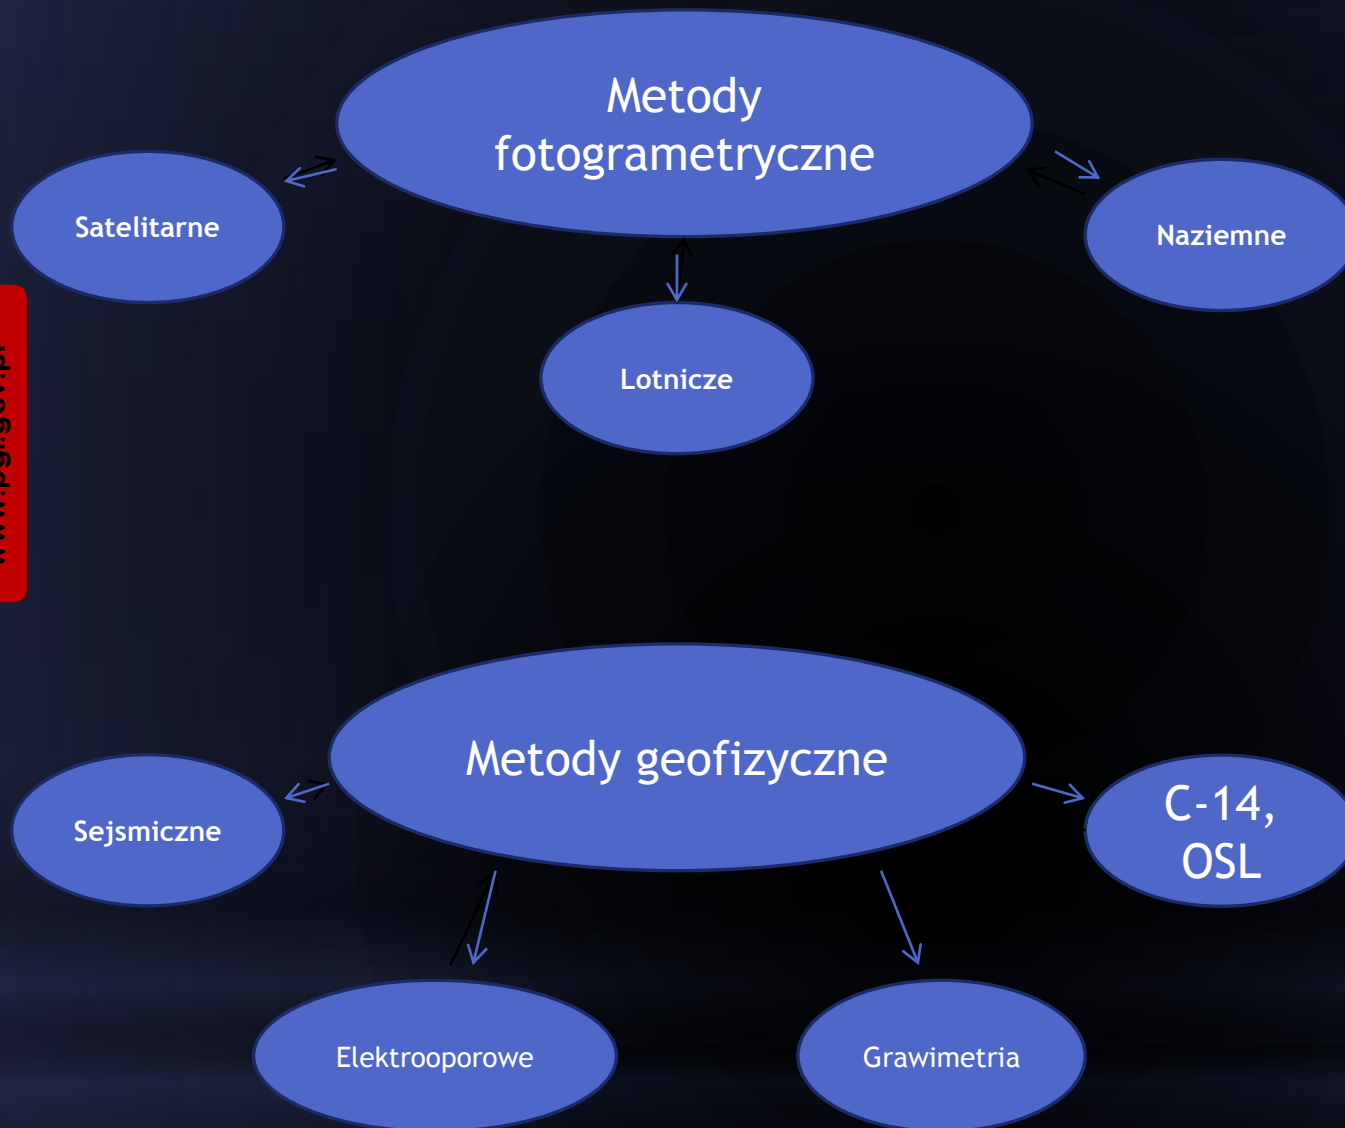 Metody
fotogrametryczne
Satelitarne
Naziemne
Lotnicze
www.pgi.gov.pl
Metody geofizyczne
Sejsmiczne
C-14,
OSL
Elektrooporowe
Grawimetria